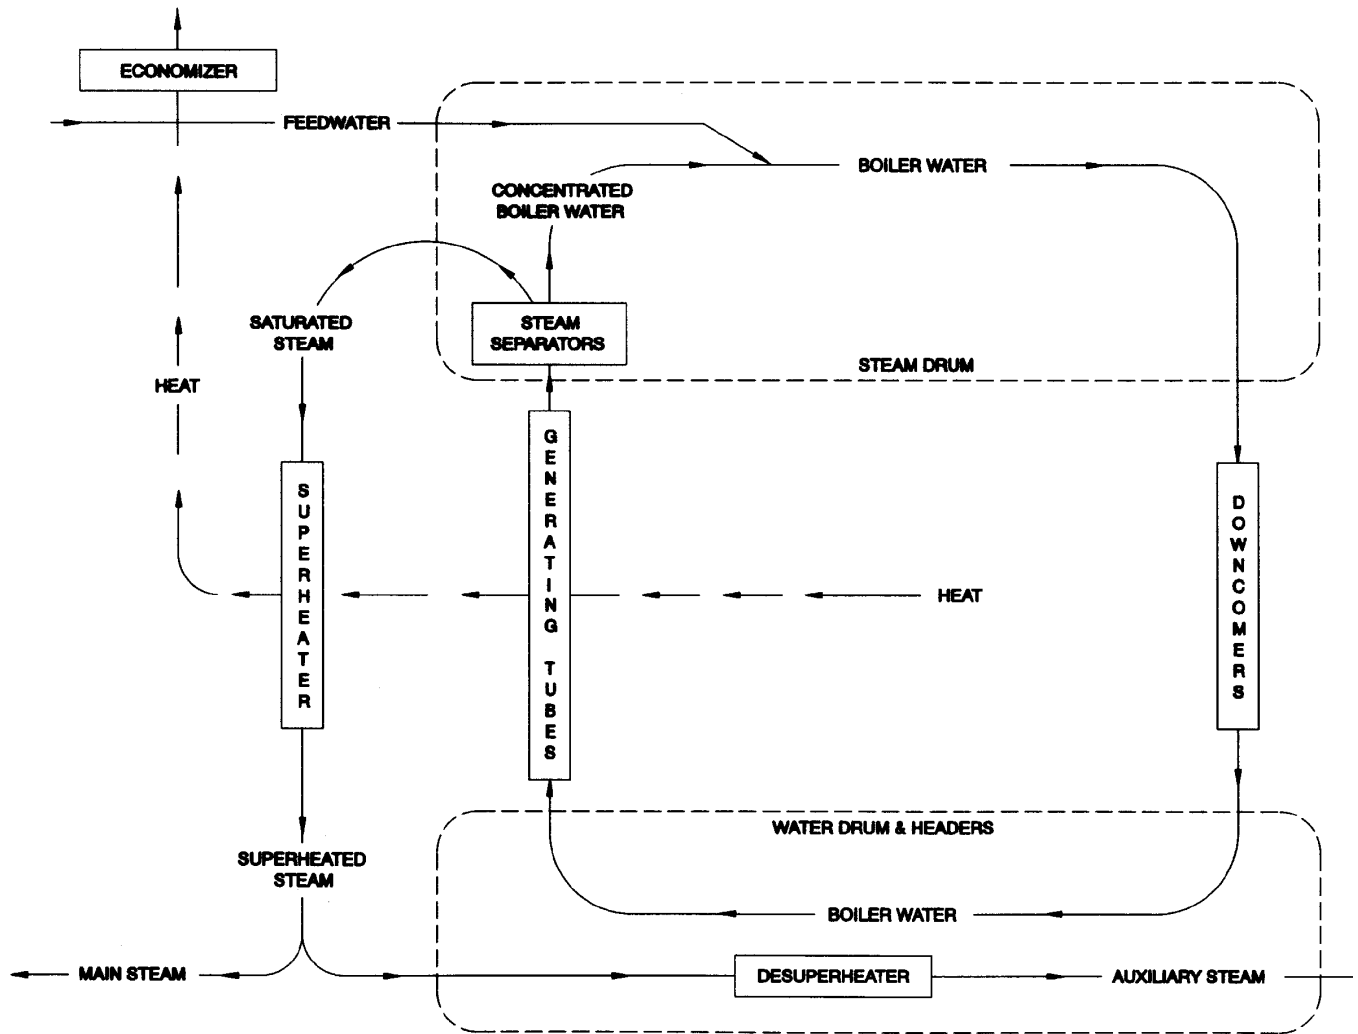 ECONOMIZER
FEEDWATER
BOILER WATER
CONCENTRATED
BOILER WATER
SATURATED
STEAM
STEAM
SEPARATORS
STEAM DRUM
HEAT
SUPERHEATER
GENERATING TUBES
HEAT
DOWNCOMERS
WATER DRUM & HEADERS
SUPERHEATED
STEAM
BOILER WATER
MAIN STEAM
DESUPERHEATER
AUXILIARY STEAM